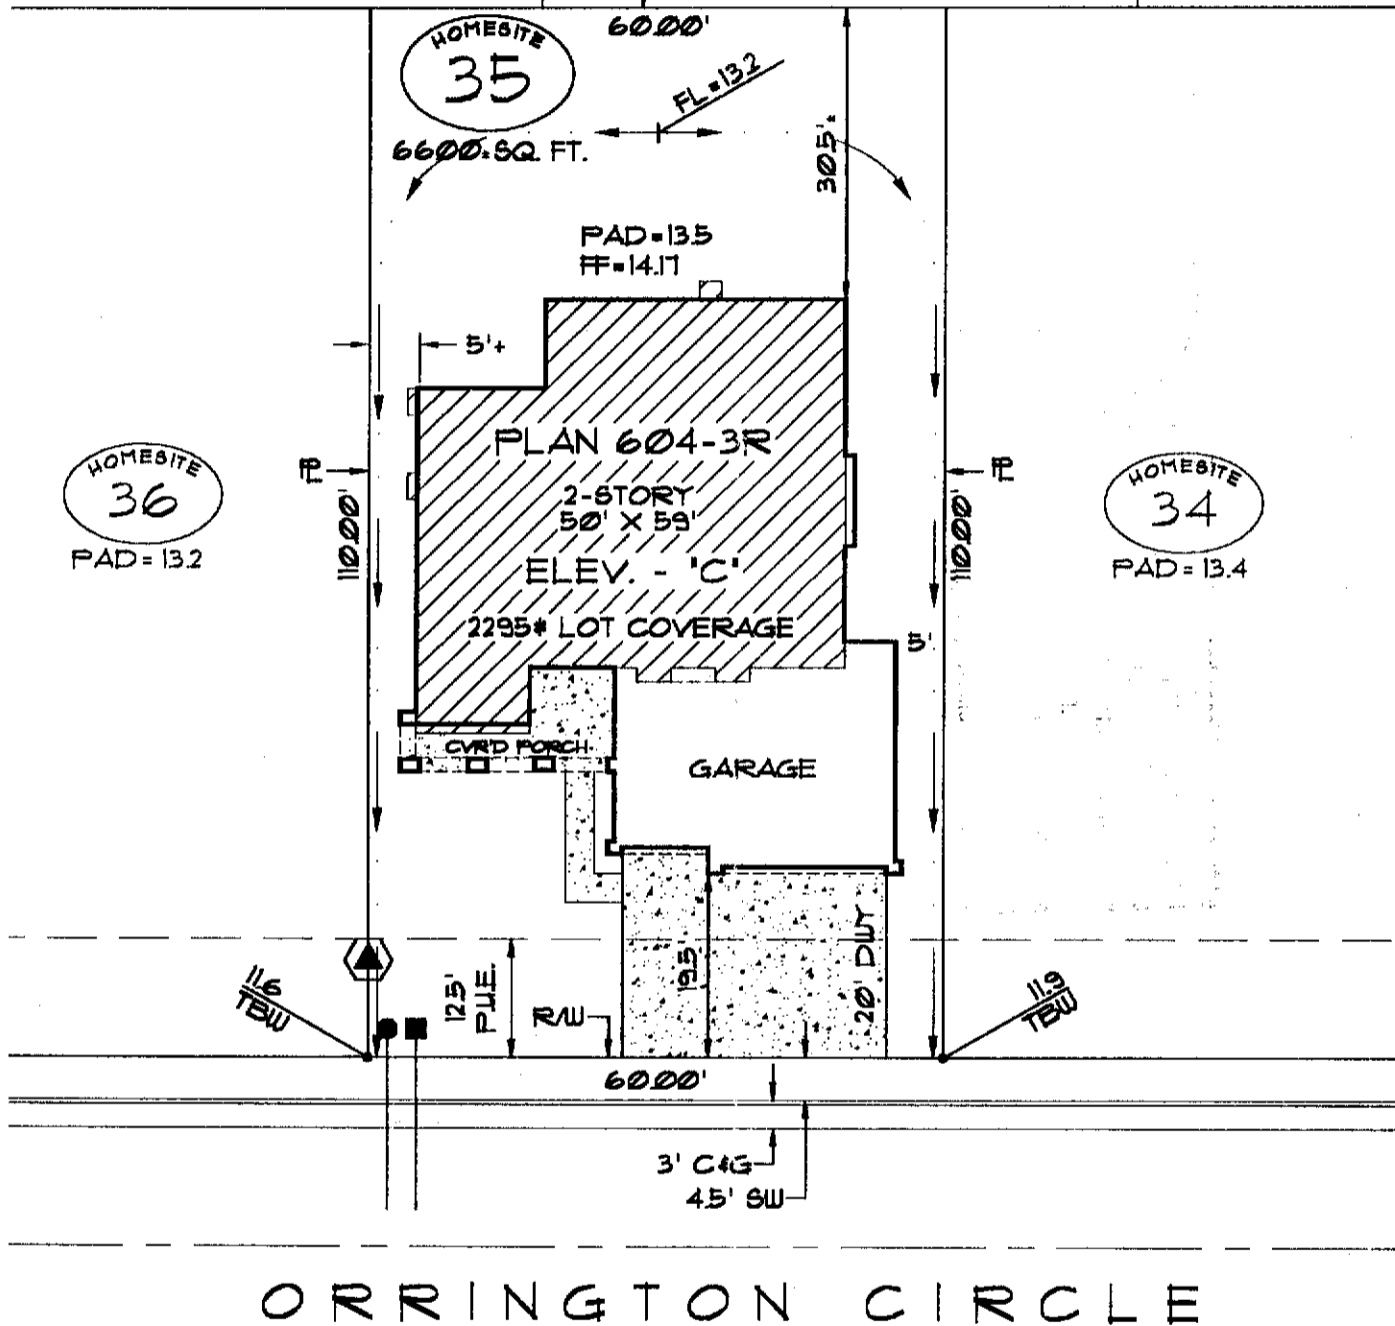 HOMESITE
35
6600± SQ. FT.
60.00'
FL=13.2
30.5'±
PAD=13.5
FF=14.17
5'+
PLAN 604-3R
2-STORY
50' X 59'
ELEV. - "C"
2295# LOT COVERAGE
HOMESITE
36
PAD=13.2
PL
110.00'
PL
110.00'
HOMESITE
34
PAD=13.4
5'
CVR'D PORCH
GARAGE
11.6
TBW
12.5'
P.U.E.
R/W
19.5'
20' DWY
11.9
TBW
60.00'
3' C&G
4.5' SW
ORRINGTON CIRCLE